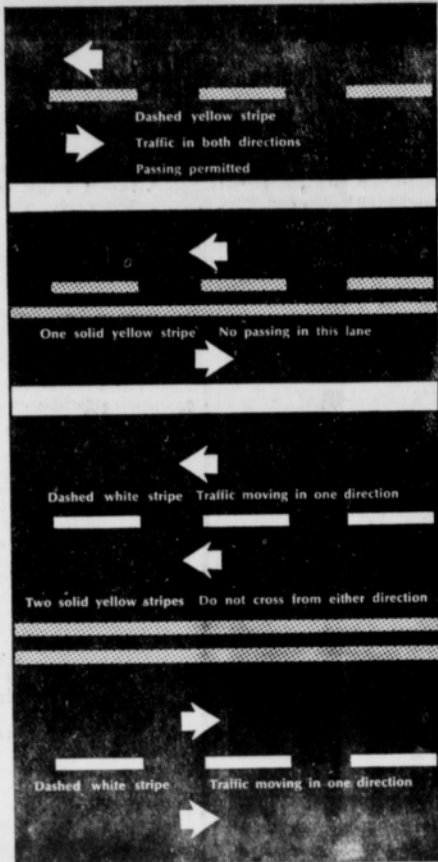 Dashed yellow stripe
Traffic in both directions
Passing permitted
One solid yellow stripe No passing in this lane
Dashed white stripe Traffic moving in one direction
Two solid yellow stripes Do not cross from either direction
Dashed white stripe Traffic moving in one direction